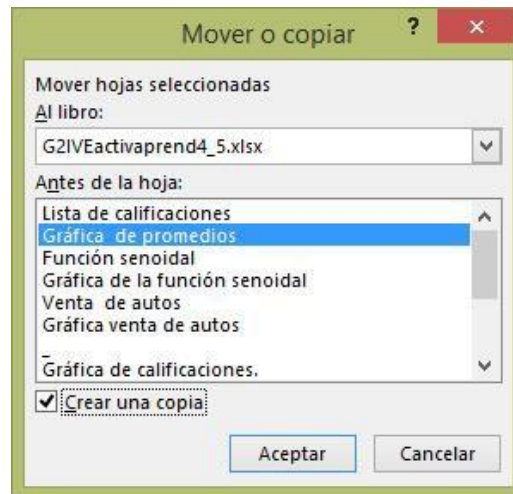 Mover o copiar ?
Mover hojas seleccionadas
Al libro:
G2IVEactivaprend4_5.xlsx
Antes de la hoja:
Lista de calificaciones
Gráfica de promedios
Función senoidal
Gráfica de la función senoidal
Venta de autos
Gráfica venta de autos
_
Gráfica de calificaciones.
Crear una copia
Aceptar Cancelar